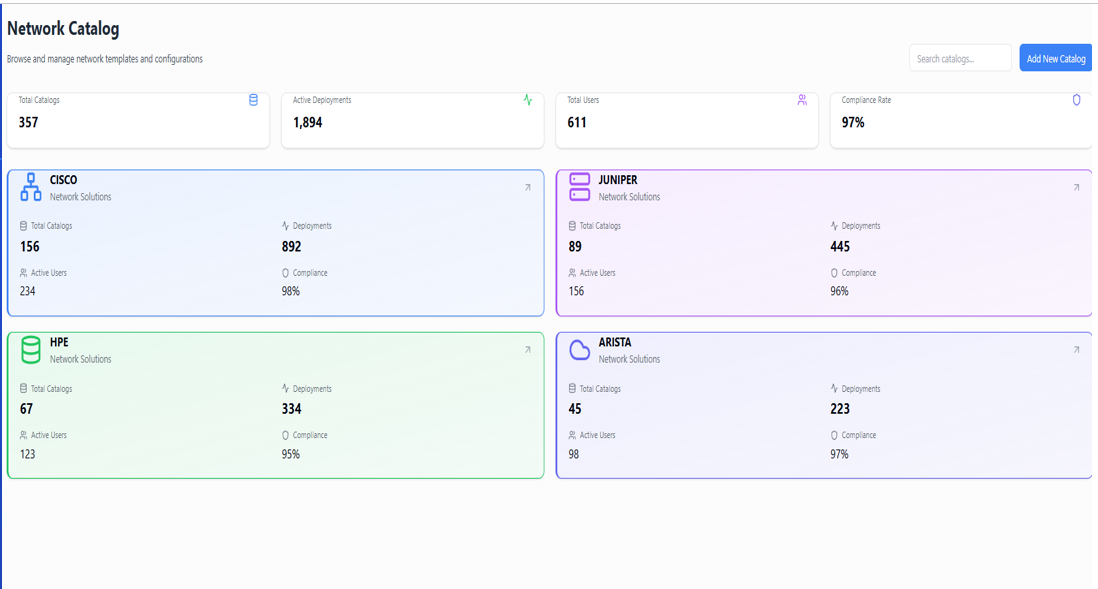 Network Catalog
Browse and manage network templates and configurations
Search catalogs...
Add New Catalog
Total Catalogs
357
Active Deployments
1,894
Total Users
611
Compliance Rate
97%
CISCO
Network Solutions
Total Catalogs
156
Deployments
892
Active Users
234
Compliance
98%
JUNIPER
Network Solutions
Total Catalogs
89
Deployments
445
Active Users
156
Compliance
96%
HPE
Network Solutions
Total Catalogs
67
Deployments
334
Active Users
123
Compliance
95%
ARISTA
Network Solutions
Total Catalogs
45
Deployments
223
Active Users
98
Compliance
97%